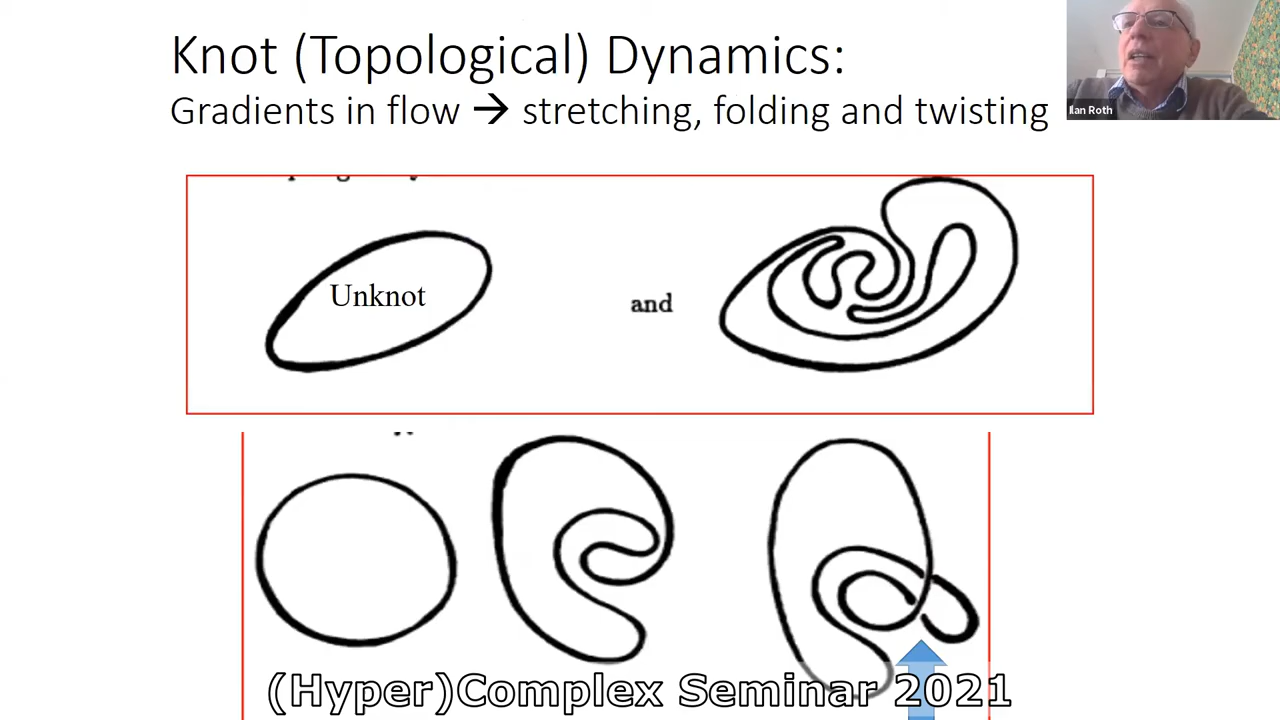 Knot (Topological) Dynamics:
Gradients in flow → stretching, folding and twisting
Ilan Roth
Unknot
and
(Hyper)Complex Seminar 2021